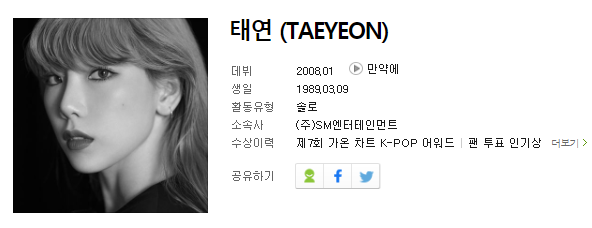 태연 (TAEYEON)
데뷔 2008.01 만약에
생일 1989.03.09
활동유형 솔로
소속사 (주)SM엔터테인먼트
수상이력 제7회 가온 차트 K-POP 어워드 | 팬 투표 인기상 더보기 >
공유하기